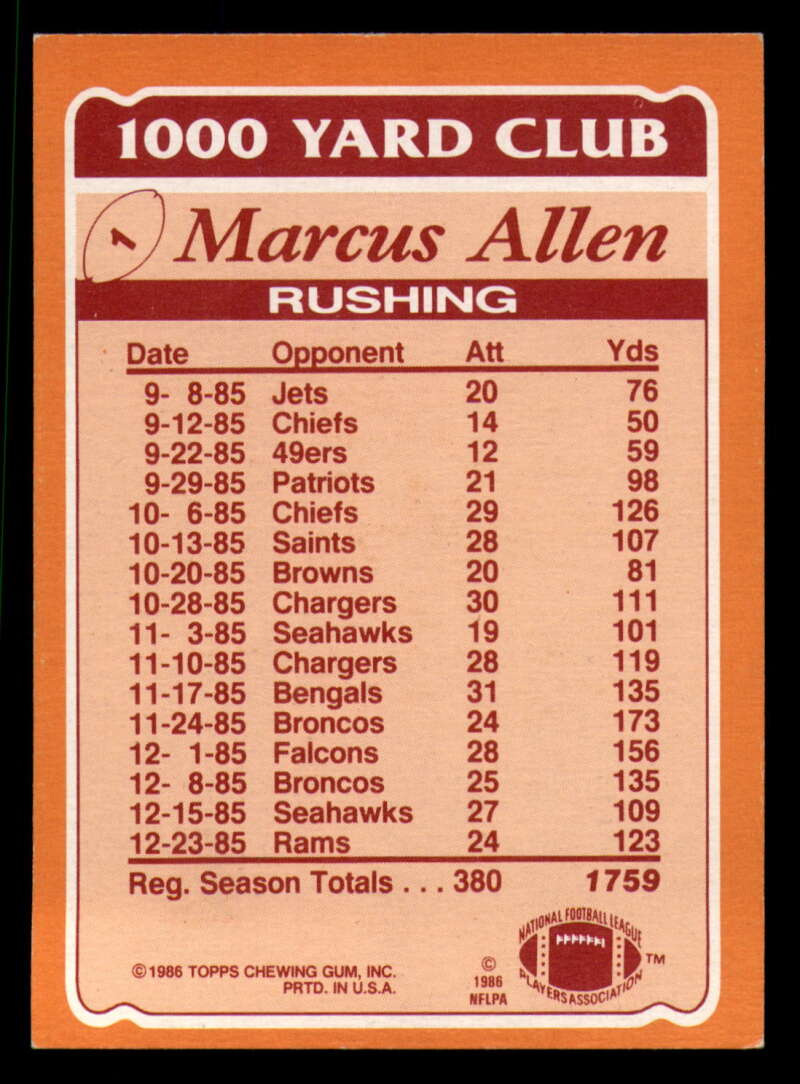 1000 YARD CLUB
1 Marcus Allen
RUSHING
Date Opponent Att Yds
9- 8-85 Jets 20 76
9-12-85 Chiefs 14 50
9-22-85 49ers 12 59
9-29-85 Patriots 21 98
10- 6-85 Chiefs 29 126
10-13-85 Saints 28 107
10-20-85 Browns 20 81
10-28-85 Chargers 30 111
11- 3-85 Seahawks 19 101
11-10-85 Chargers 28 119
11-17-85 Bengals 31 135
11-24-85 Broncos 24 173
12- 1-85 Falcons 28 156
12- 8-85 Broncos 25 135
12-15-85 Seahawks 27 109
12-23-85 Rams 24 123
Reg. Season Totals . . . 380 1759
© 1986 TOPPS CHEWING GUM, INC.
PRTD. IN U.S.A.
©
1986
NFLPA
NATIONAL FOOTBALL LEAGUE
PLAYERS ASSOCIATION
TM